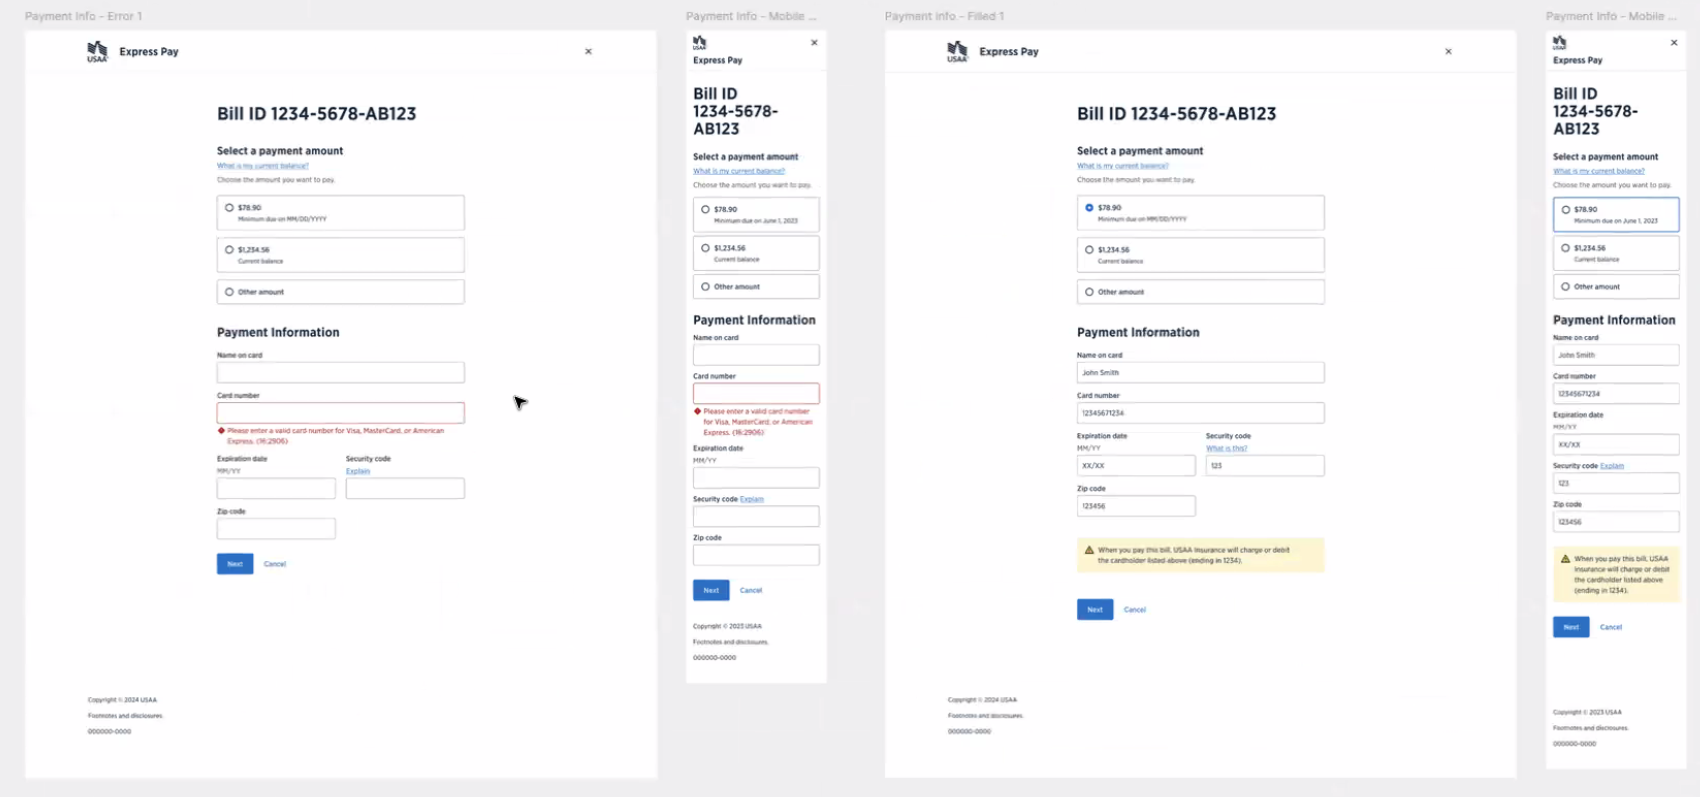 Payment Info - Error 1
USAA
Express Pay
Bill ID 1234-5678-AB123
Select a payment amount
What is my current balance?
Choose the amount you want to pay.
$78.90
Minimum due on MM/DD/YYYY
$1,234.56
Current balance
Other amount
Payment Information
Name on card
Card number
Please enter a valid card number for Visa, MasterCard, or American
Express. (16:2906)
Expiration date
MM/YY
Security code
Explain
Zip code
Next
Cancel
Copyright © 2024 USAA
Footnotes and disclosures.
000000-0000
Payment Info - Mobile ...
USAA
Express Pay
Bill ID
1234-5678-
AB123
Select a payment amount
What is my current balance?
Choose the amount you want to pay.
$78.90
Minimum due on June 1, 2023
$1,234.56
Current balance
Other amount
Payment Information
Name on card
Card number
Please enter a valid card number
for Visa, MasterCard, or American
Express. (16:2906)
Expiration date
MM/YY
Security code Explain
Zip code
Next
Cancel
Copyright © 2023 USAA
Footnotes and disclosures.
000000-0000
Payment info - Filled 1
USAA
Express Pay
Bill ID 1234-5678-AB123
Select a payment amount
What is my current balance?
Choose the amount you want to pay.
$78.90
Minimum due on MM/DD/YYYY
$1,234.56
Current balance
Other amount
Payment Information
Name on card
John Smith
Card number
12345671234
Expiration date
MM/YY
XX/XX
Security code
What is this?
123
Zip code
123456
When you pay this bill, USAA Insurance will charge or debit
the cardholder listed above (ending in 1234).
Next
Cancel
Copyright © 2024 USAA
Footnotes and disclosures.
000000-0000
Payment Info - Mobile ...
USAA
Express Pay
Bill ID
1234-5678-
AB123
Select a payment amount
What is my current balance?
Choose the amount you want to pay.
$78.90
Minimum due on June 1, 2023
$1,234.56
Current balance
Other amount
Payment Information
Name on card
John Smith
Card number
12345671234
Expiration date
MM/YY
XX/XX
Security code Explain
123
Zip code
123456
When you pay this bill, USAA
Insurance will charge or debit
the cardholder listed above
(ending in 1234).
Next
Cancel
Copyright © 2023 USAA
Footnotes and disclosures.
000000-0000